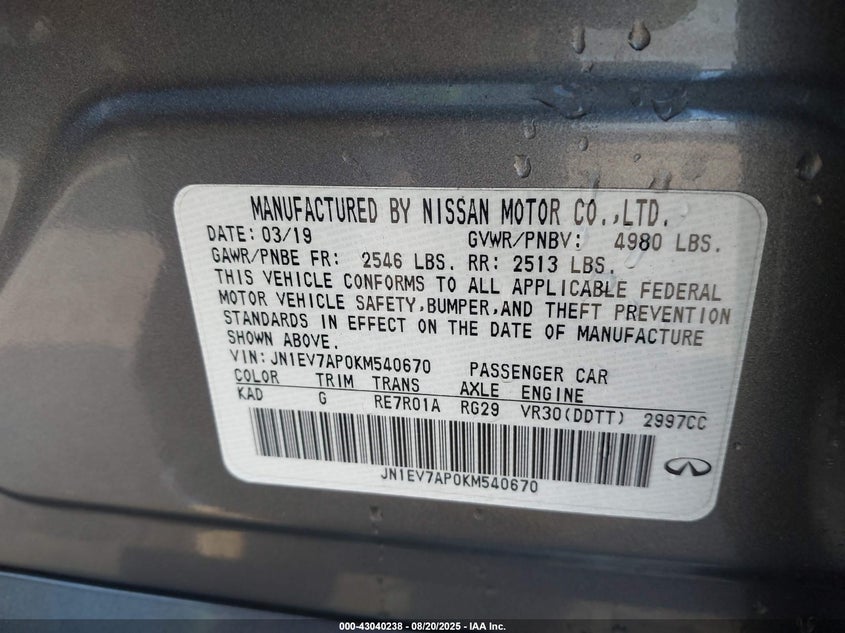 MANUFACTURED BY NISSAN MOTOR CO.,LTD.
DATE: 03/19 GVWR/PNBV: 4980 LBS.
GAWR/PNBE FR: 2546 LBS. RR: 2513 LBS.
THIS VEHICLE CONFORMS TO ALL APPLICABLE FEDERAL
MOTOR VEHICLE SAFETY,BUMPER,AND THEFT PREVENTION
STANDARDS IN EFFECT ON THE DATE OF MANUFACTURE
SHOWN ABOVE.
VIN:JN1EV7AP0KM540670 PASSENGER CAR
COLOR TRIM TRANS AXLE ENGINE
KAD G RE7R01A RG29 VR30(DDTT) 2997CC
JN1EV7AP0KM540670
000-43040238 - 08/20/2025 - IAA Inc.